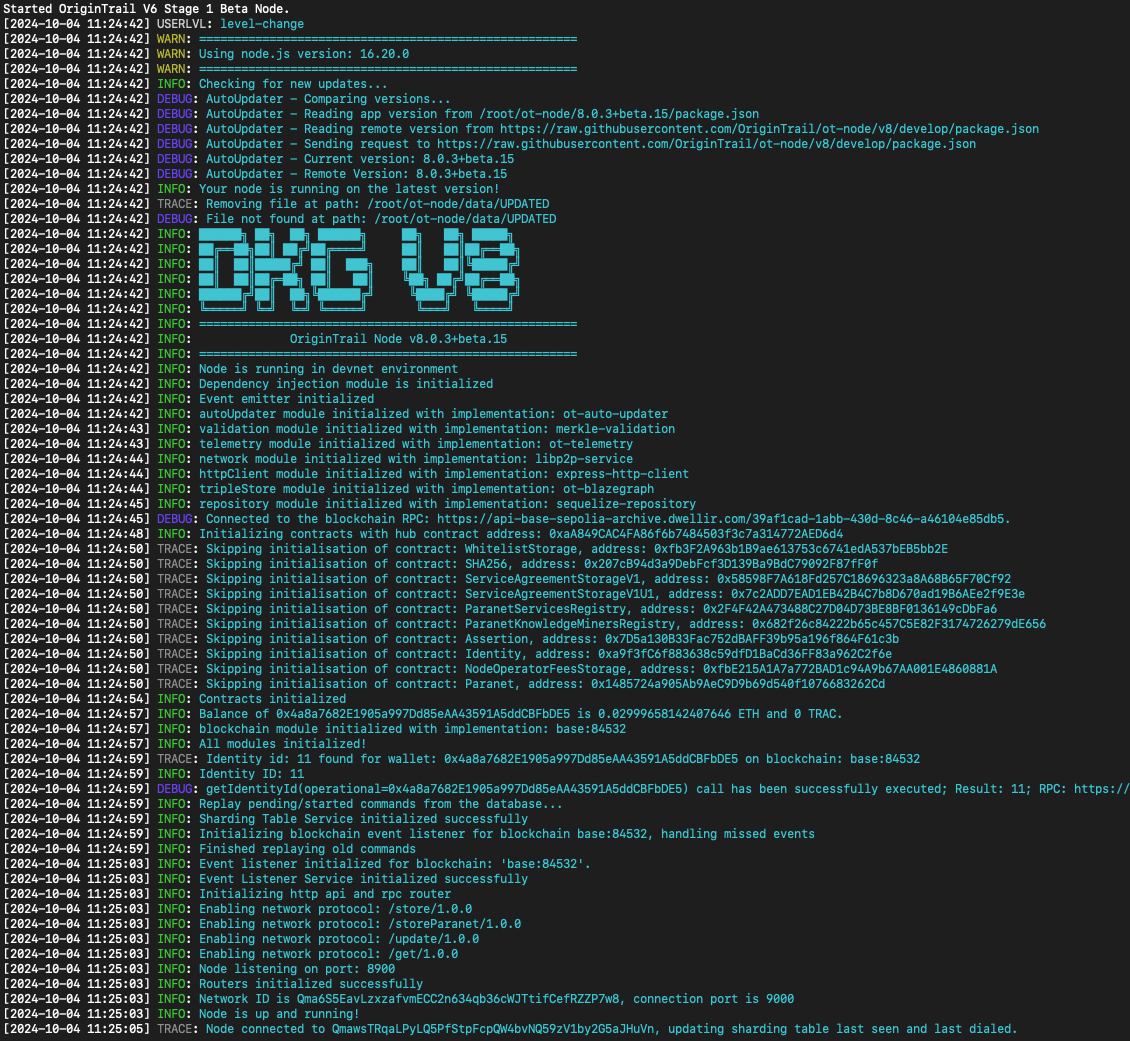 Started OriginTrail V6 Stage 1 Beta Node.
[2024-10-04 11:24:42] USERLVL: level-change
[2024-10-04 11:24:42] WARN: ======================================================
[2024-10-04 11:24:42] WARN: Using node.js version: 16.20.0
[2024-10-04 11:24:42] WARN: ======================================================
[2024-10-04 11:24:42] INFO: Checking for new updates...
[2024-10-04 11:24:42] DEBUG: AutoUpdater - Comparing versions...
[2024-10-04 11:24:42] DEBUG: AutoUpdater - Reading app version from /root/ot-node/8.0.3+beta.15/package.json
[2024-10-04 11:24:42] DEBUG: AutoUpdater - Reading remote version from https://raw.githubusercontent.com/OriginTrail/ot-node/v8/develop/package.json
[2024-10-04 11:24:42] DEBUG: AutoUpdater - Sending request to https://raw.githubusercontent.com/OriginTrail/ot-node/v8/develop/package.json
[2024-10-04 11:24:42] DEBUG: AutoUpdater - Current version: 8.0.3+beta.15
[2024-10-04 11:24:42] DEBUG: AutoUpdater - Remote Version: 8.0.3+beta.15
[2024-10-04 11:24:42] INFO: Your node is running on the latest version!
[2024-10-04 11:24:42] TRACE: Removing file at path: /root/ot-node/data/UPDATED
[2024-10-04 11:24:42] DEBUG: File not found at path: /root/ot-node/data/UPDATED
[2024-10-04 11:24:42] INFO:
[2024-10-04 11:24:42] INFO:
[2024-10-04 11:24:42] INFO: DKG V8
[2024-10-04 11:24:42] INFO:
[2024-10-04 11:24:42] INFO:
[2024-10-04 11:24:42] INFO:
[2024-10-04 11:24:42] INFO: ======================================================
[2024-10-04 11:24:42] INFO: OriginTrail Node v8.0.3+beta.15
[2024-10-04 11:24:42] INFO: ======================================================
[2024-10-04 11:24:42] INFO: Node is running in devnet environment
[2024-10-04 11:24:42] INFO: Dependency injection module is initialized
[2024-10-04 11:24:42] INFO: Event emitter initialized
[2024-10-04 11:24:42] INFO: autoUpdater module initialized with implementation: ot-auto-updater
[2024-10-04 11:24:43] INFO: validation module initialized with implementation: merkle-validation
[2024-10-04 11:24:43] INFO: telemetry module initialized with implementation: ot-telemetry
[2024-10-04 11:24:44] INFO: network module initialized with implementation: libp2p-service
[2024-10-04 11:24:44] INFO: httpClient module initialized with implementation: express-http-client
[2024-10-04 11:24:44] INFO: tripleStore module initialized with implementation: ot-blazegraph
[2024-10-04 11:24:45] INFO: repository module initialized with implementation: sequelize-repository
[2024-10-04 11:24:45] DEBUG: Connected to the blockchain RPC: https://api-base-sepolia-archive.dwellir.com/39af1cad-1abb-430d-8c46-a46104e85db5.
[2024-10-04 11:24:48] INFO: Initializing contracts with hub contract address: 0xaA849CAC4FA86f6b7484503f3c7a314772AED6d4
[2024-10-04 11:24:50] TRACE: Skipping initialisation of contract: WhitelistStorage, address: 0xfb3F2A963b1B9ae613753c6741edA537bEB5bb2E
[2024-10-04 11:24:50] TRACE: Skipping initialisation of contract: SHA256, address: 0x207cB94d3a9DebFcf3D139Ba9BdC79092F87fF0f
[2024-10-04 11:24:50] TRACE: Skipping initialisation of contract: ServiceAgreementStorageV1, address: 0x58598F7A618Fd257C18696323a8A68B65F70Cf92
[2024-10-04 11:24:50] TRACE: Skipping initialisation of contract: ServiceAgreementStorageV1U1, address: 0x7c2ADD7EAD1EB42B4C7b8D670ad19B6AEe2f9E3e
[2024-10-04 11:24:50] TRACE: Skipping initialisation of contract: ParanetServicesRegistry, address: 0x2F4F42A473488C27D04D73BE8BF0136149cDbFa6
[2024-10-04 11:24:50] TRACE: Skipping initialisation of contract: ParanetKnowledgeMinersRegistry, address: 0x682f26c84222b65c457C5E82F3174726279dE656
[2024-10-04 11:24:50] TRACE: Skipping initialisation of contract: Assertion, address: 0x7D5a130B33Fac752dBAFF39b95a196f864F61c3b
[2024-10-04 11:24:50] TRACE: Skipping initialisation of contract: Identity, address: 0xa9f3fC6f883638c59dfD1BaCd36FF83a962C2f6e
[2024-10-04 11:24:50] TRACE: Skipping initialisation of contract: NodeOperatorFeesStorage, address: 0xfbE215A1A7a772BAD1c94A9b67AA001E4860881A
[2024-10-04 11:24:50] TRACE: Skipping initialisation of contract: Paranet, address: 0x1485724a905Ab9AeC9D9b69d540f1076683262Cd
[2024-10-04 11:24:54] INFO: Contracts initialized
[2024-10-04 11:24:57] INFO: Balance of 0x4a8a7682E1905a997Dd85eAA43591A5ddCBFbDE5 is 0.02999658142407646 ETH and 0 TRAC.
[2024-10-04 11:24:57] INFO: blockchain module initialized with implementation: base:84532
[2024-10-04 11:24:57] INFO: All modules initialized!
[2024-10-04 11:24:59] TRACE: Identity id: 11 found for wallet: 0x4a8a7682E1905a997Dd85eAA43591A5ddCBFbDE5 on blockchain: base:84532
[2024-10-04 11:24:59] INFO: Identity ID: 11
[2024-10-04 11:24:59] DEBUG: getIdentityId(operational=0x4a8a7682E1905a997Dd85eAA43591A5ddCBFbDE5) call has been successfully executed; Result: 11; RPC: https://
[2024-10-04 11:24:59] INFO: Replay pending/started commands from the database...
[2024-10-04 11:24:59] INFO: Sharding Table Service initialized successfully
[2024-10-04 11:24:59] INFO: Initializing blockchain event listener for blockchain base:84532, handling missed events
[2024-10-04 11:24:59] INFO: Finished replaying old commands
[2024-10-04 11:25:03] INFO: Event listener initialized for blockchain: 'base:84532'.
[2024-10-04 11:25:03] INFO: Event Listener Service initialized successfully
[2024-10-04 11:25:03] INFO: Initializing http api and rpc router
[2024-10-04 11:25:03] INFO: Enabling network protocol: /store/1.0.0
[2024-10-04 11:25:03] INFO: Enabling network protocol: /storeParanet/1.0.0
[2024-10-04 11:25:03] INFO: Enabling network protocol: /update/1.0.0
[2024-10-04 11:25:03] INFO: Enabling network protocol: /get/1.0.0
[2024-10-04 11:25:03] INFO: Node listening on port: 8900
[2024-10-04 11:25:03] INFO: Routers initialized successfully
[2024-10-04 11:25:03] INFO: Network ID is Qma6S5EavLzxzafvmECC2n634qb36cWJTtifCefRZZP7w8, connection port is 9000
[2024-10-04 11:25:03] INFO: Node is up and running!
[2024-10-04 11:25:05] TRACE: Node connected to QmawsTRqaLPyLQ5PfStpFcpQW4bvNQ59zV1by2G5aJHuVn, updating sharding table last seen and last dialed.